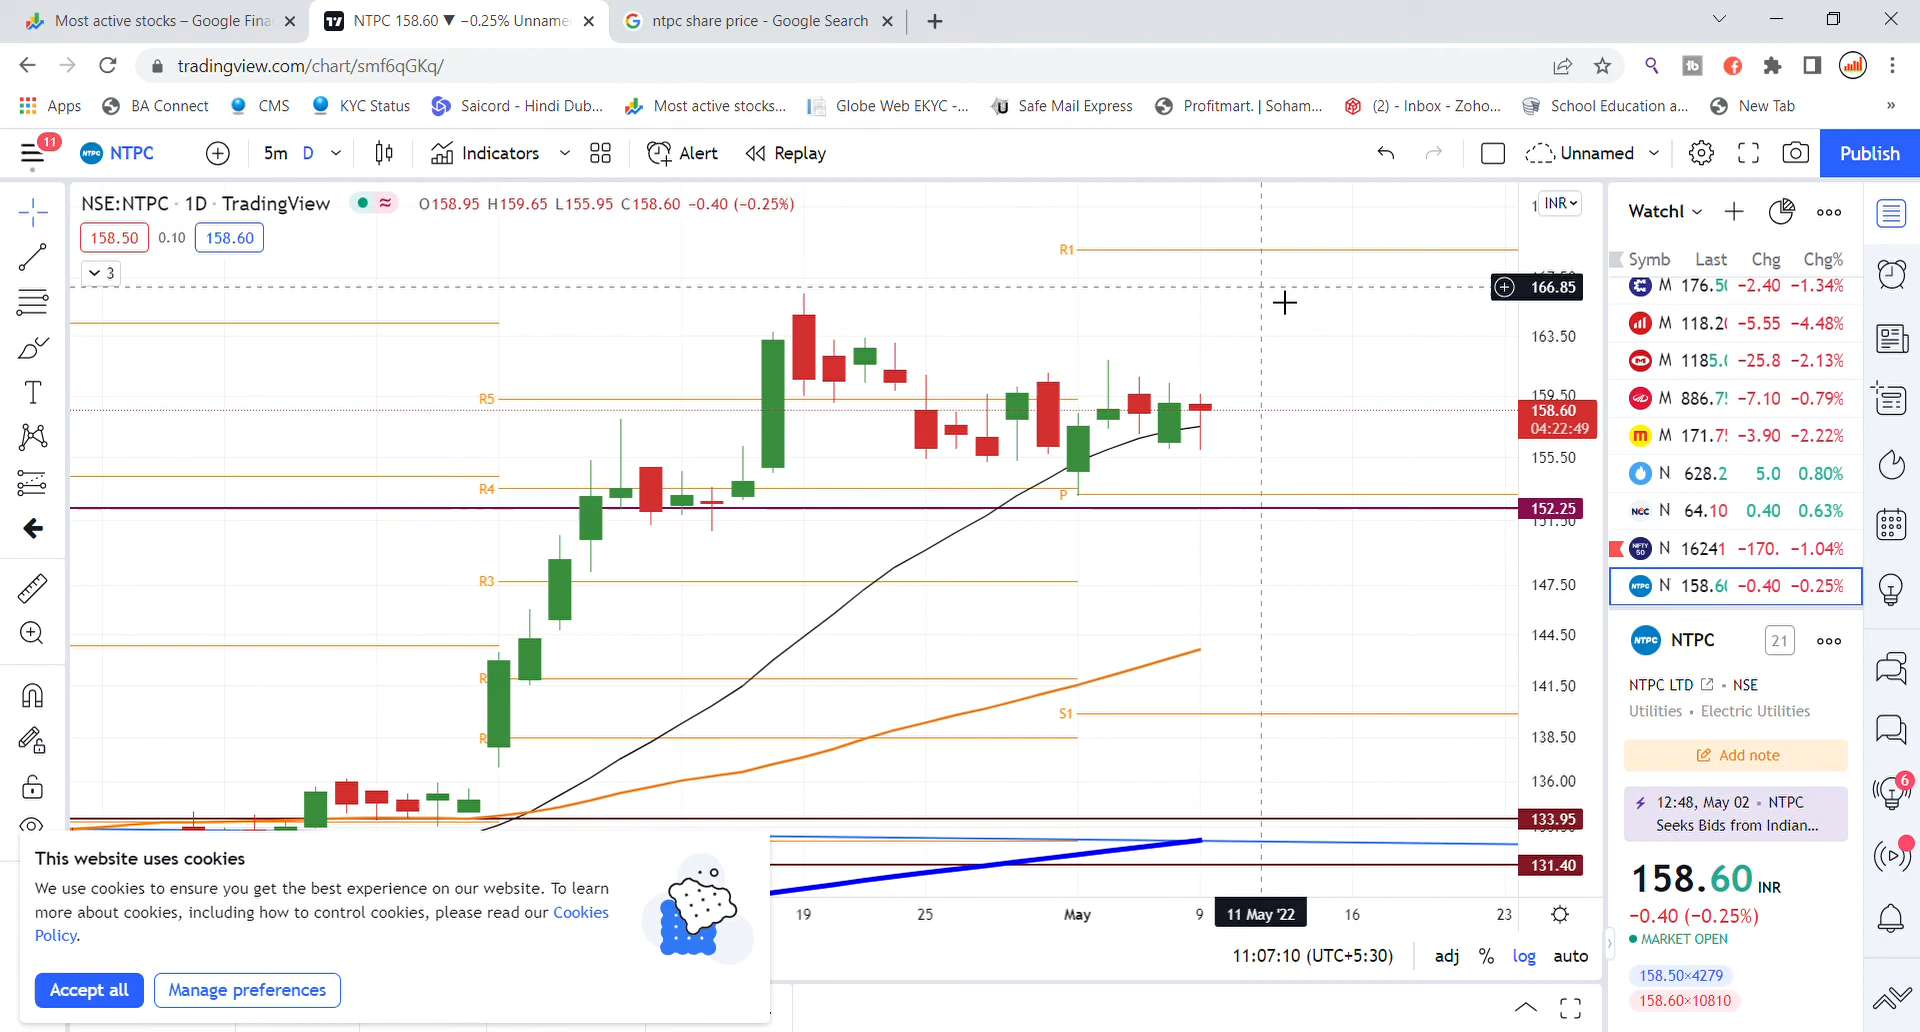 Most active stocks – Google Fina
NTPC 158.60 ▼ −0.25% Unname
ntpc share price - Google Search
tradingview.com/chart/smf6qGKq/
Apps
BA Connect
CMS
KYC Status
Saicord - Hindi Dub...
Most active stocks...
Globe Web EKYC -...
Safe Mail Express
Profitmart. | Soham...
(2) - Inbox - Zoho...
School Education a...
New Tab
»
11
NTPC
5m D
Indicators
Alert
Replay
Unnamed
Publish
NSE:NTPC · 1D · TradingView
O158.95 H159.65 L155.95 C158.60 −0.40 (−0.25%)
158.50 0.10 158.60
3
INR
R1
166.85
163.50
159.50
158.60
04:22:49
155.50
152.25
151.50
147.50
144.50
141.50
138.50
136.00
133.95
131.40
R5
R4
P
R3
R
S1
R
19 25 May 9 11 May '22 16 23
11:07:10 (UTC+5:30) adj % log auto
This website uses cookies
We use cookies to ensure you get the best experience on our website. To learn
more about cookies, including how to control cookies, please read our Cookies
Policy.
Accept all
Manage preferences
Watchl
Symb Last Chg Chg%
M 176.50 −2.40 −1.34%
M 118.20 −5.55 −4.48%
M 1185.0 −25.8 −2.13%
M 886.75 −7.10 −0.79%
M 171.75 −3.90 −2.22%
N 628.2 5.0 0.80%
NCC N 64.10 0.40 0.63%
NIFTY 50 N 16241 −170. −1.04%
NTPC N 158.60 −0.40 −0.25%
NTPC 21
NTPC LTD • NSE
Utilities • Electric Utilities
Add note
12:48, May 02 • NTPC
Seeks Bids from Indian...
158.60 INR
−0.40 (−0.25%)
MARKET OPEN
158.50×4279
158.60×10810
6